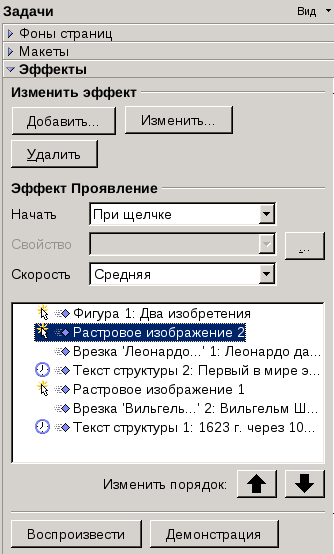 Задачи Вид
Фоны страниц
Макеты
Эффекты
Изменить эффект
Добавить... Изменить...
Удалить
Эффект Проявление
Начать При щелчке
Свойство ...
Скорость Средняя
Фигура 1: Два изобретения
Растровое изображение 2
Врезка 'Леонардо...' 1: Леонардо да...
Текст структуры 2: Первый в мире э...
Растровое изображение 1
Врезка 'Вильгель...' 2: Вильгельм Ш...
Текст структуры 1: 1623 г. через 10...
Изменить порядок:
Воспроизвести Демонстрация